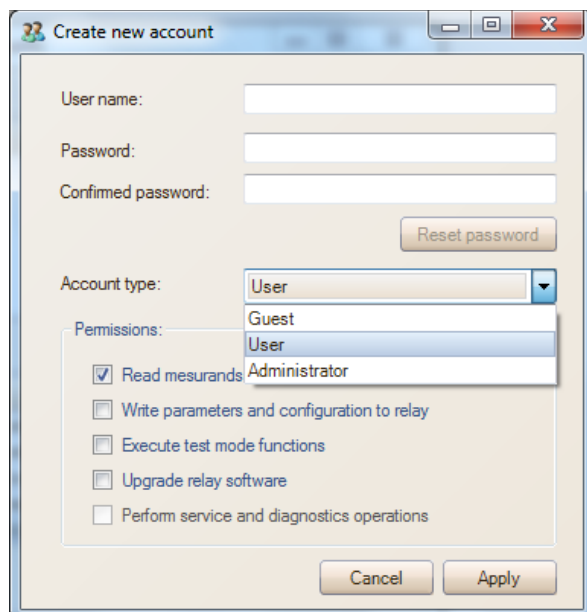 Create new account
User name:
Password:
Confirmed password:
Reset password
Account type: User
Guest
User
Administrator
Permissions:
Read mesurands
Write parameters and configuration to relay
Execute test mode functions
Upgrade relay software
Perform service and diagnostics operations
Cancel Apply